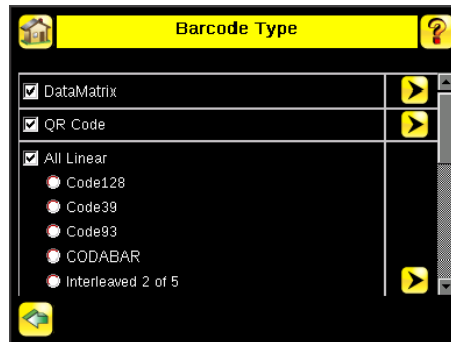 Barcode Type
?
DataMatrix
QR Code
All Linear
Code128
Code39
Code93
CODABAR
Interleaved 2 of 5